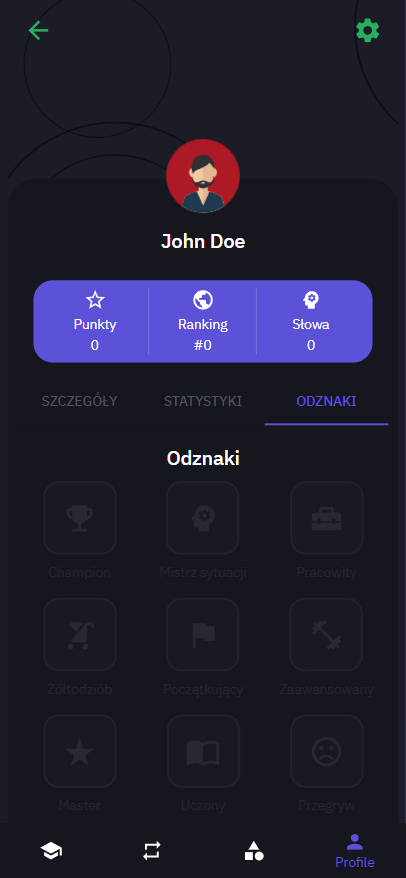 John Doe
Punkty Ranking Słowa
0 #0 0
SZCZEGÓŁY STATYSTYKI ODZNAKI
Odznaki
Champion Mistrz sytuacji Pracowity
Żółtodziób Początkujący Zaawansowany
Master Uczony Przegryw
Profile